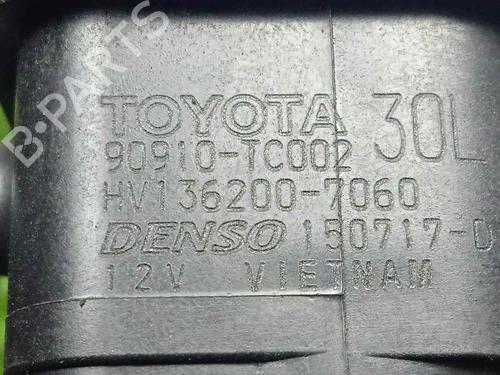 TOYOTA 30L
90910-TC002
HV136200-7060
DENSO 150717-D
12V VIETNAM
B-PARTS